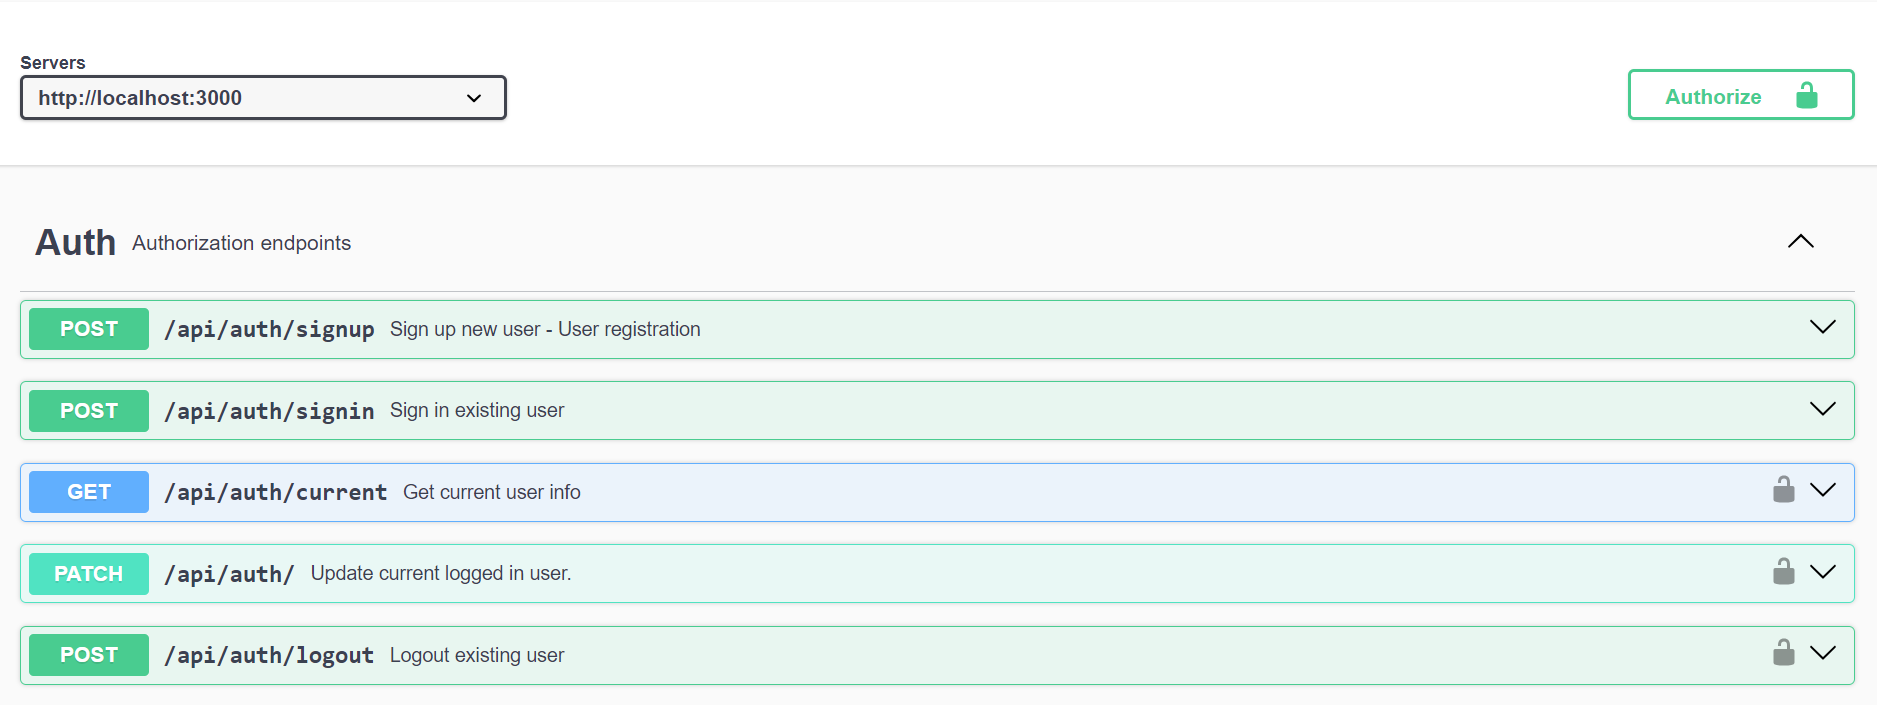 Servers
http://localhost:3000
Authorize
Auth Authorization endpoints
POST /api/auth/signup Sign up new user - User registration
POST /api/auth/signin Sign in existing user
GET /api/auth/current Get current user info
PATCH /api/auth/ Update current logged in user.
POST /api/auth/logout Logout existing user